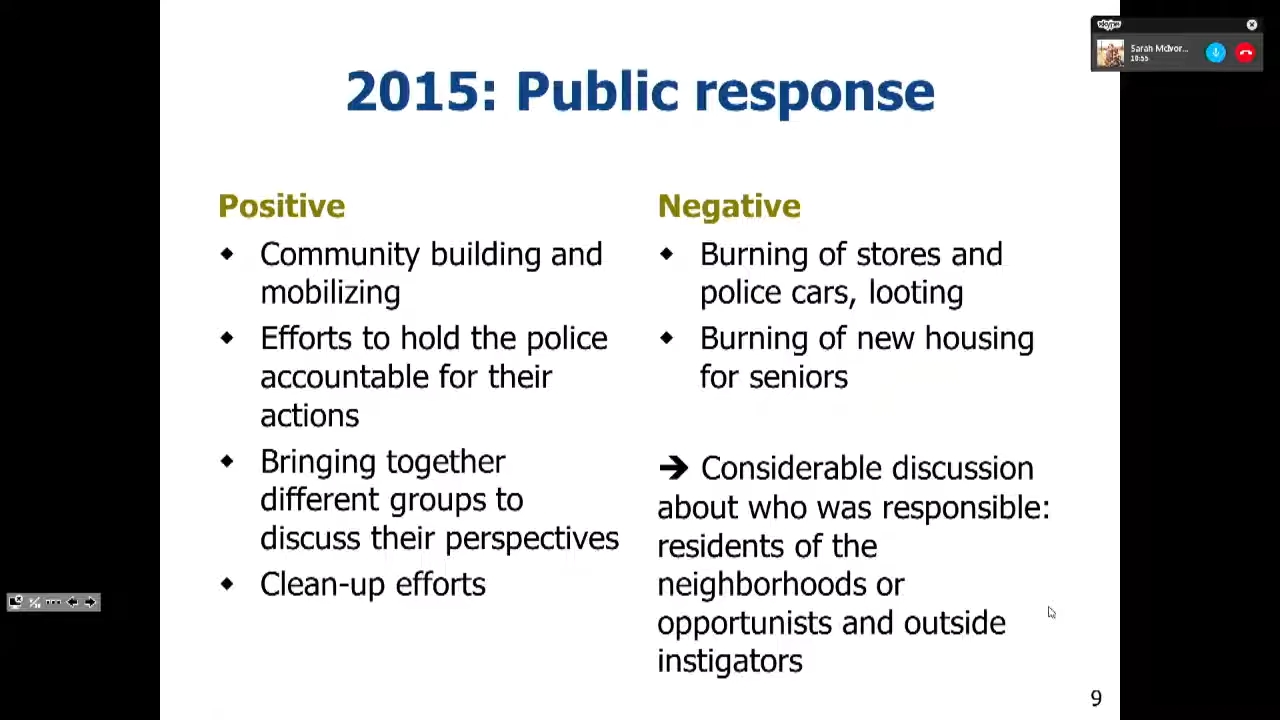 skype
Sarah McIvor...
2015: Public response
Positive
Community building and
mobilizing
Efforts to hold the police
accountable for their
actions
Bringing together
different groups to
discuss their perspectives
Clean-up efforts
Negative
Burning of stores and
police cars, looting
Burning of new housing
for seniors
➔ Considerable discussion
about who was responsible:
residents of the
neighborhoods or
opportunists and outside
instigators
9